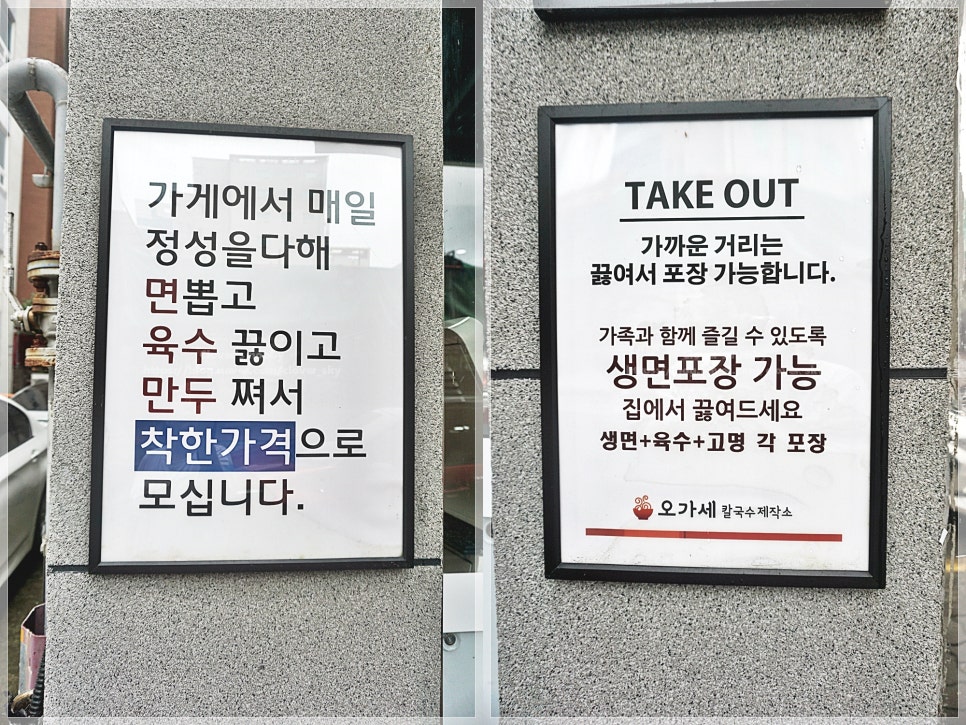 가게에서 매일
정성을다해
면뽑고
육수 끓이고
만두 쪄서
착한가격으로
모십니다.
TAKE OUT
가까운 거리는
끓여서 포장 가능합니다.
가족과 함께 즐길 수 있도록
생면포장 가능
집에서 끓여드세요
생면+육수+고명 각 포장
오가세 칼국수제작소